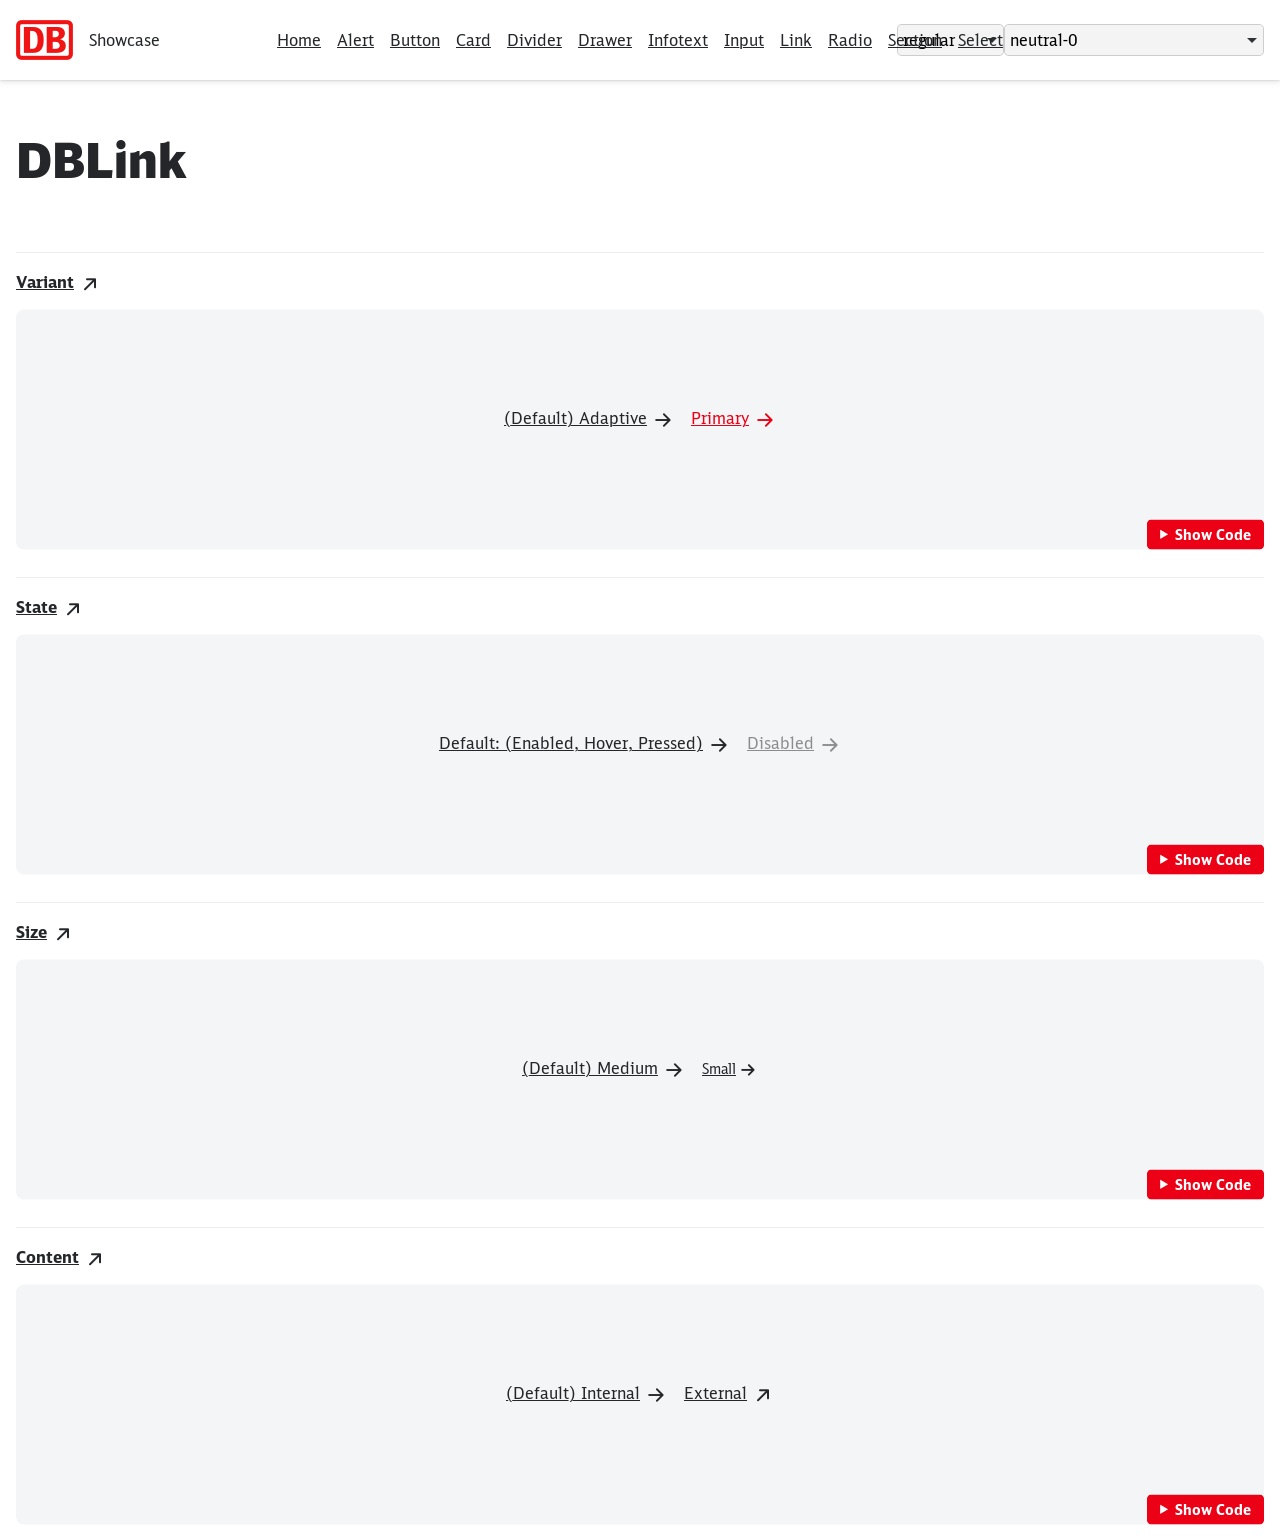 DB Showcase Home Alert Button Card Divider Drawer Infotext Input Link Radio Section Select regular neutral-0
DBLink
Variant
(Default) Adaptive Primary
Show Code
State
Default: (Enabled, Hover, Pressed) Disabled
Show Code
Size
(Default) Medium Small
Show Code
Content
(Default) Internal External
Show Code